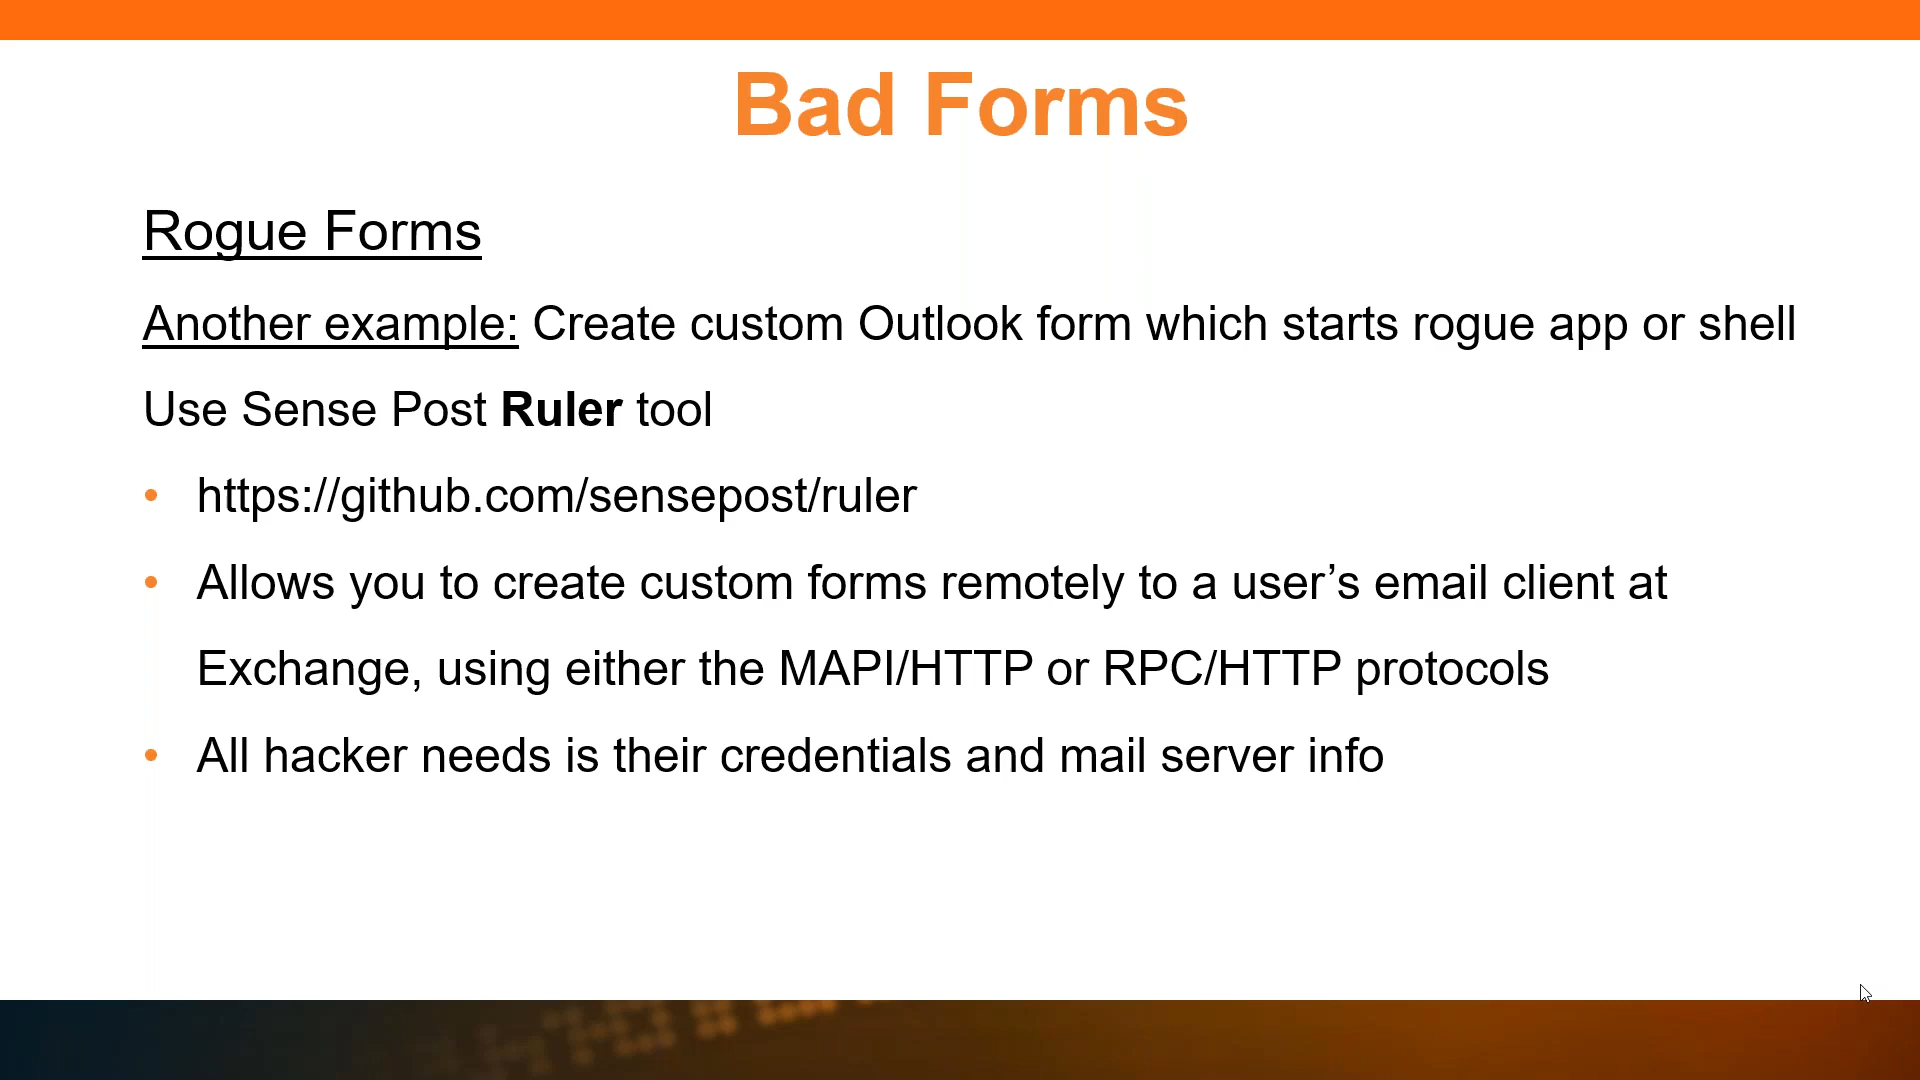 Bad Forms
Rogue Forms
Another example: Create custom Outlook form which starts rogue app or shell
Use Sense Post Ruler tool
• https://github.com/sensepost/ruler
• Allows you to create custom forms remotely to a user’s email client at
Exchange, using either the MAPI/HTTP or RPC/HTTP protocols
• All hacker needs is their credentials and mail server info